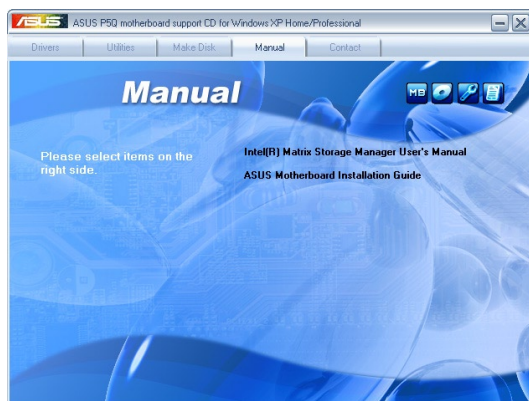 ASUS ASUS P5Q motherboard support CD for Windows XP Home/Professional
Drivers Utilities Make Disk Manual Contact
Manual
MB
Please select items on the
right side.
Intel(R) Matrix Storage Manager User's Manual
ASUS Motherboard Installation Guide